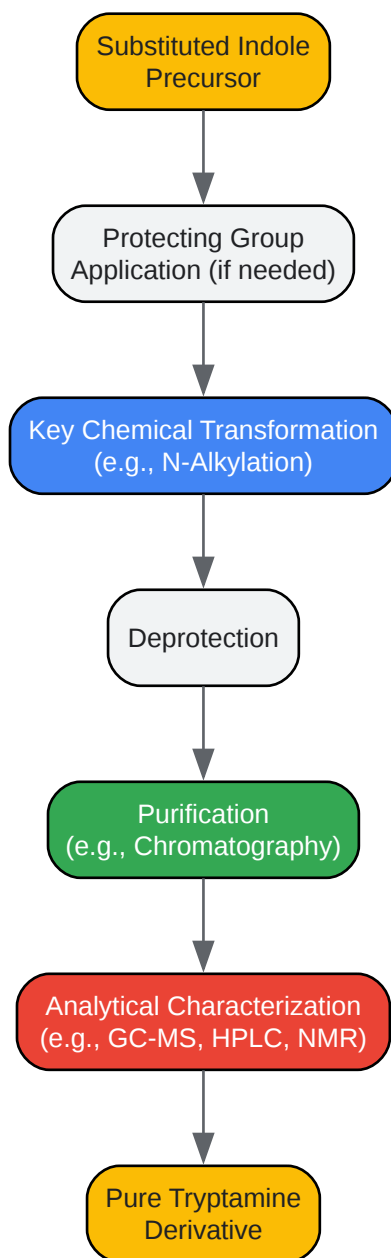 Substituted Indole
Precursor
Protecting Group
Application (if needed)
Key Chemical Transformation
(e.g., N-Alkylation)
Deprotection
Purification
(e.g., Chromatography)
Analytical Characterization
(e.g., GC-MS, HPLC, NMR)
Pure Tryptamine
Derivative